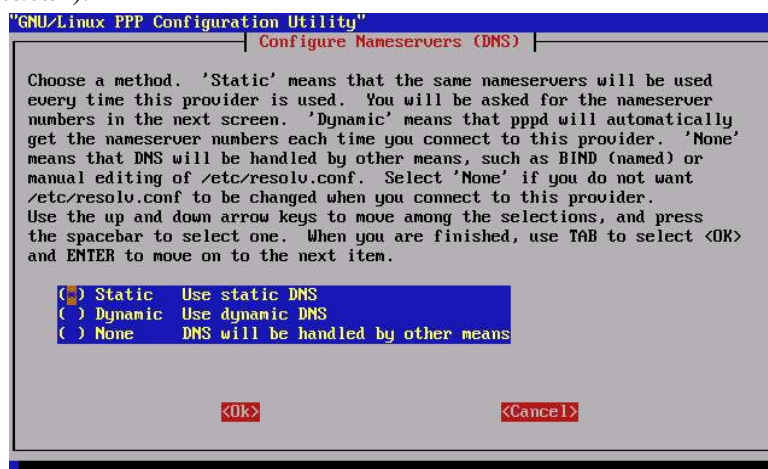 "GNU/Linux PPP Configuration Utility"
Configure Nameservers (DNS)
Choose a method.  'Static' means that the same nameservers will be used
every time this provider is used.  You will be asked for the nameserver
numbers in the next screen.  'Dynamic' means that pppd will automatically
get the nameserver numbers each time you connect to this provider.  'None'
means that DNS will be handled by other means, such as BIND (named) or
manual editing of /etc/resolv.conf.  Select 'None' if you do not want
/etc/resolv.conf to be changed when you connect to this provider.
Use the up and down arrow keys to move among the selections, and press
the spacebar to select one.  When you are finished, use TAB to select <OK>
and ENTER to move on to the next item.
(*) Static   Use static DNS
( ) Dynamic  Use dynamic DNS
( ) None     DNS will be handled by other means
<Ok> <Cancel>